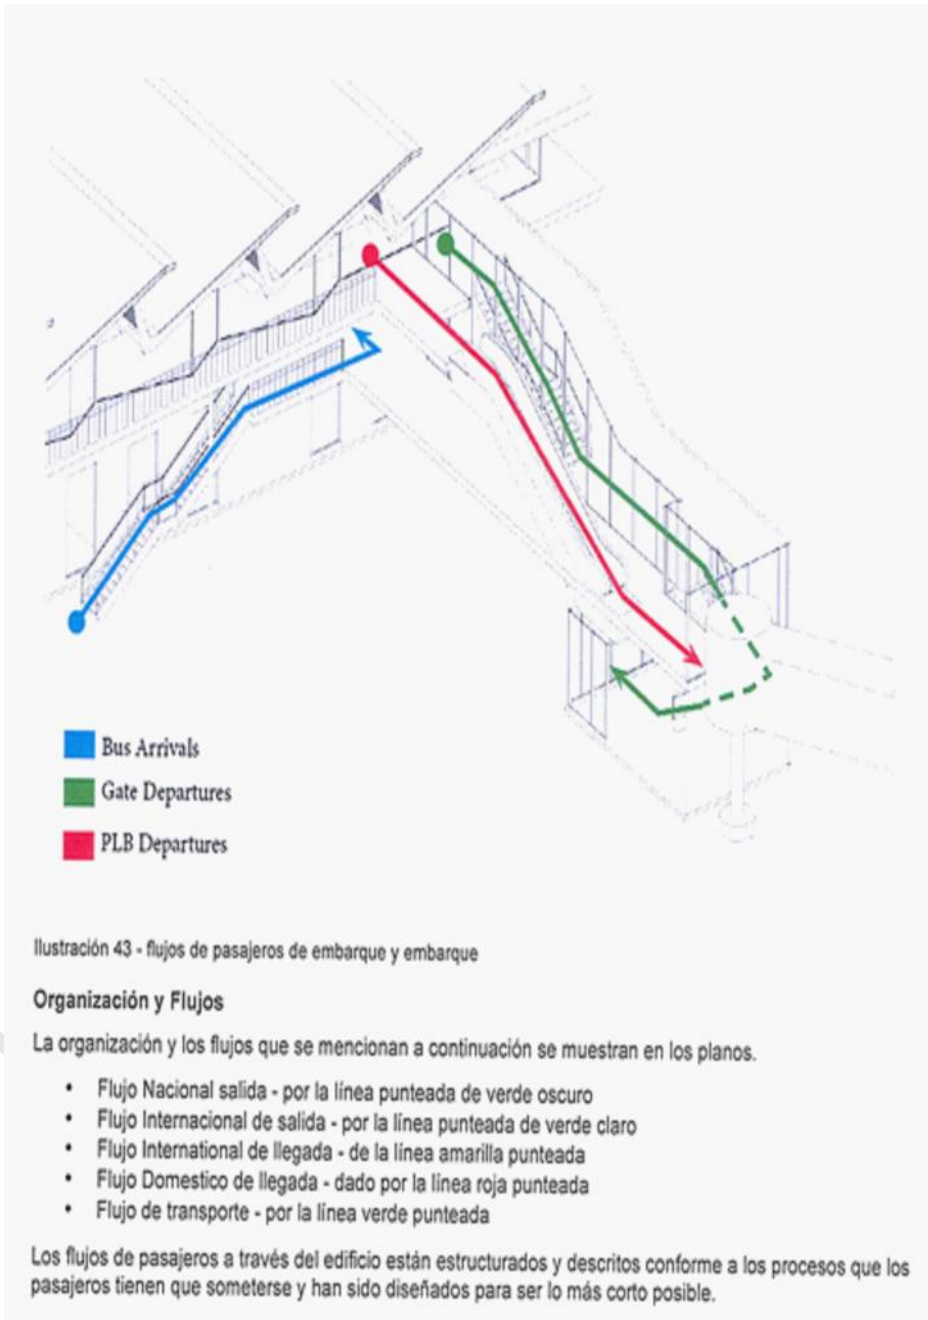 Bus Arrivals
Gate Departures
PLB Departures
Ilustración 43 - flujos de pasajeros de embarque y embarque
Organización y Flujos
La organización y los flujos que se mencionan a continuación se muestran en los planos.
• Flujo Nacional salida - por la línea punteada de verde oscuro
• Flujo Internacional de salida - por la línea punteada de verde claro
• Flujo International de llegada - de la línea amarilla punteada
• Flujo Domestico de llegada - dado por la línea roja punteada
• Flujo de transporte - por la línea verde punteada
Los flujos de pasajeros a través del edificio están estructurados y descritos conforme a los procesos que los
pasajeros tienen que someterse y han sido diseñados para ser lo más corto posible.